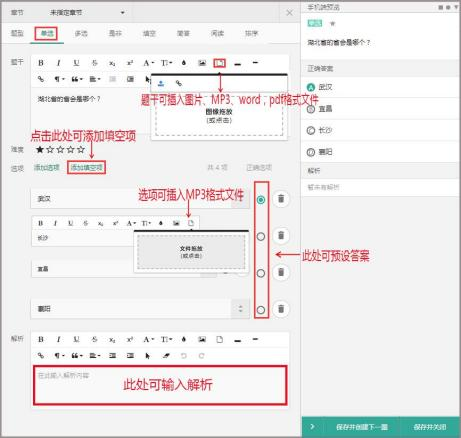 章节 未指定章节
题型 单选 多选 是非 填空 简答 阅读 排序
题干
湖北省的省会是哪个？
图像拖放
(或点击)
题干可插入图片、MP3、word；pdf格式文件
点击此处可添加填空项
难度
选项 添加选项 添加填空项 共 4 项 正确选项
选项可插入MP3格式文件
武汉
长沙
文件拖放
(或点击)
宜昌
襄阳
此处可预设答案
解析
在此输入解析内容
此处可输入解析
手机端预览
单选
湖北省的省会是哪个？
正确答案
A 武汉
B 宜昌
C 长沙
D 襄阳
解析
暂未有解析
保存并创建下一题 保存并关闭